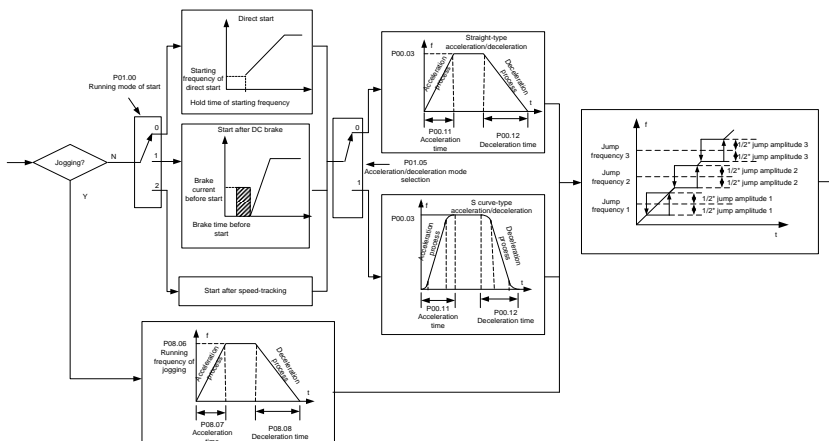 Direct start
Starting
frequency of
direct start
Hold time of starting frequency
P01.00
Running mode of start
Jogging?
N
Y
0
1
2
Start after DC brake
Brake
current
before start
Brake time before
start
Start after speed-tracking
0
1
P01.05
Acceleration/deceleration mode
selection
Straight-type
acceleration/deceleration
P00.03
f
Acceleration
process
Deceleration
process
t
P00.11
Acceleration
time
P00.12
Deceleration time
S curve-type
acceleration/deceleration
P00.03
f
Acceleration
process
Deceleration
process
t
P00.11
Acceleration
time
P00.12
Deceleration time
P08.06
Running
frequency of
jogging
f
Acceleration
process
Deceleration
process
t
P08.07
Acceleration
time
P08.08
Deceleration time
f
Jump
frequency 3
Jump
frequency 2
Jump
frequency 1
1/2* jump amplitude 3
1/2* jump amplitude 3
1/2* jump amplitude 2
1/2* jump amplitude 2
1/2* jump amplitude 1
1/2* jump amplitude 1
t